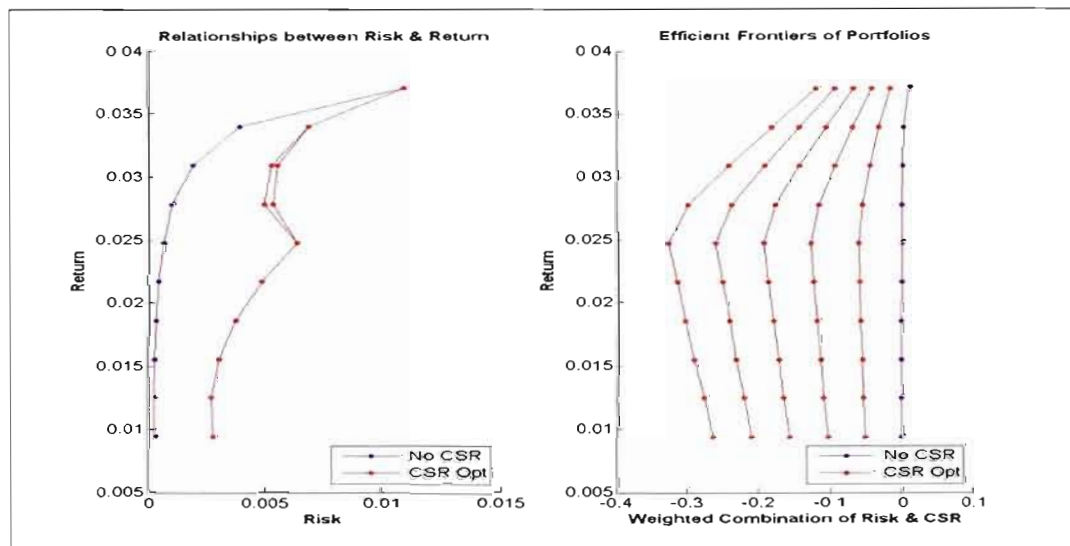 Relationships between Risk & Return
0 04
0.035
0.03
0.025
0.02
0.015
0.01
0.005
0
0.005
0.01
0.015
Return
Risk
No CSR
CSR Opt
Efficient Frontiers of Portfolios
0 04
0.035
0.03
0.025
0.02
0.015
0.01
0.005
-0.4
-0.3
-0.2
-0.1
0
0.1
Return
Weighted Combination of Risk & CSR
No CSR
CSR Opt